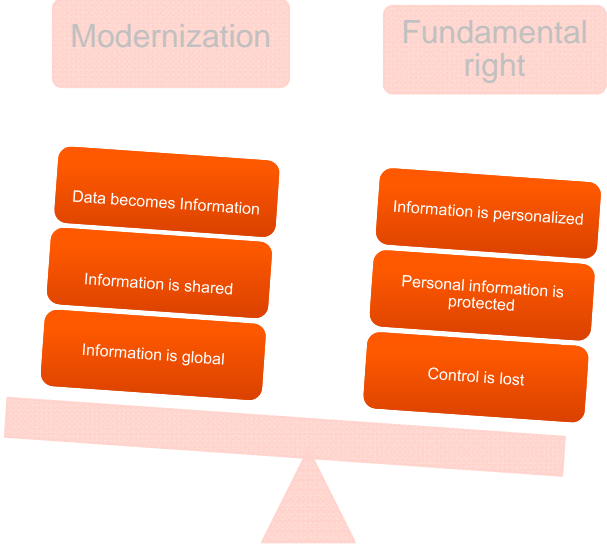 Modernization
Fundamental
right
Data becomes Information
Information is shared
Information is global
Information is personalized
Personal information is
protected
Control is lost